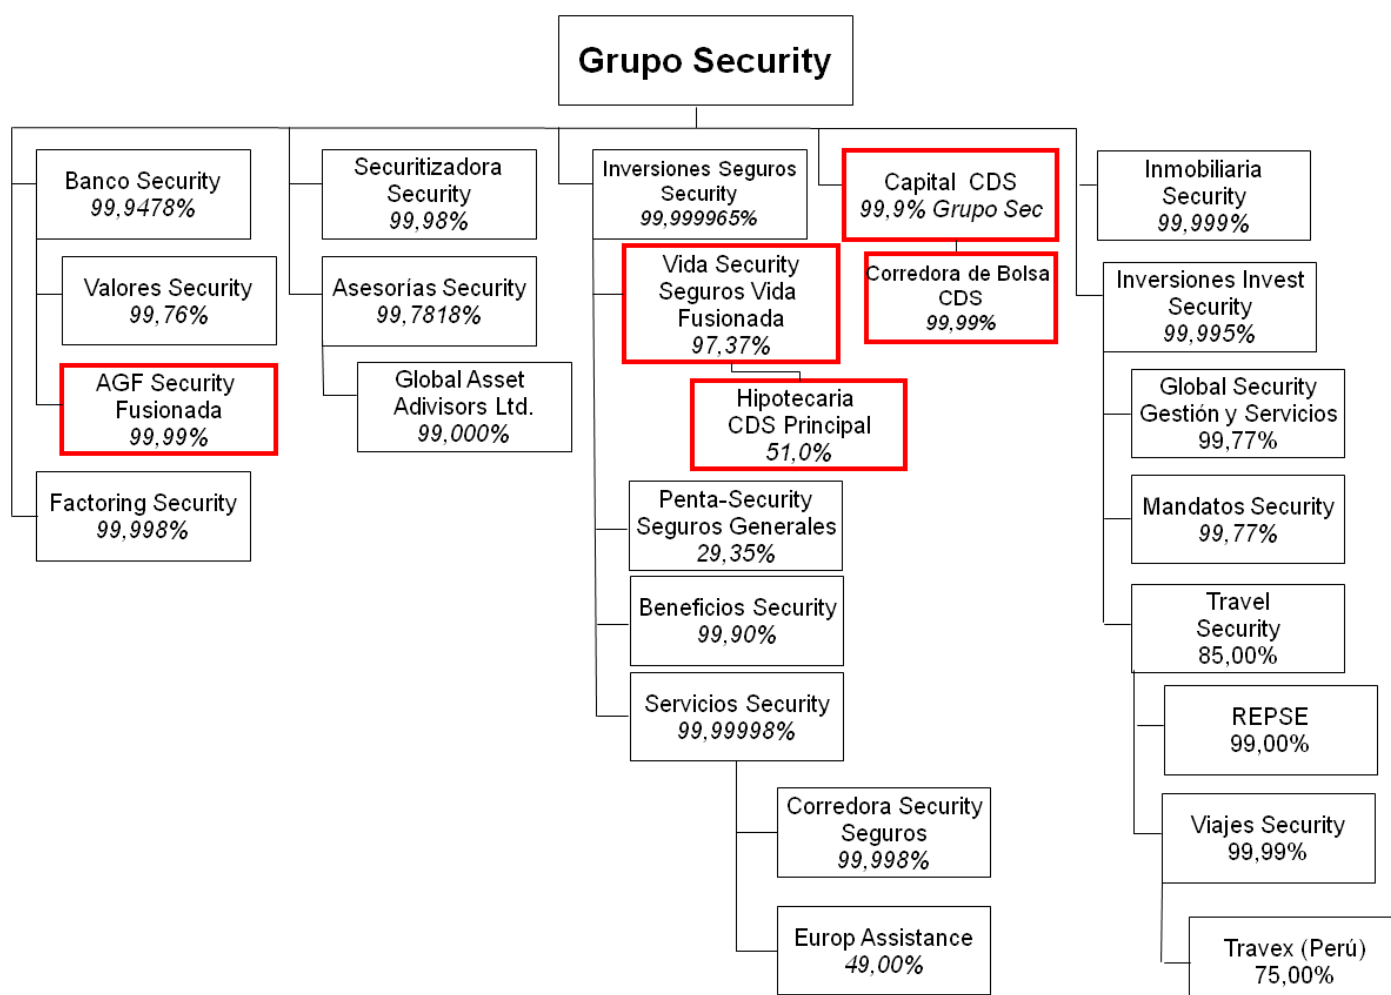 Grupo Security
Banco Security
99,9478%
Valores Security
99,76%
AGF Security
Fusionada
99,99%
Factoring Security
99,998%
Securitizadora
Security
99,98%
Asesorías Security
99,7818%
Global Asset
Adivisors Ltd.
99,000%
Inversiones Seguros
Security
99,999965%
Vida Security
Seguros Vida
Fusionada
97,37%
Hipotecaria
CDS Principal
51,0%
Penta-Security
Seguros Generales
29,35%
Beneficios Security
99,90%
Servicios Security
99,99998%
Corredora Security
Seguros
99,998%
Europ Assistance
49,00%
Capital CDS
99,9% Grupo Sec
Corredora de Bolsa
CDS
99,99%
Inmobiliaria
Security
99,999%
Inversiones Invest
Security
99,995%
Global Security
Gestión y Servicios
99,77%
Mandatos Security
99,77%
Travel
Security
85,00%
REPSE
99,00%
Viajes Security
99,99%
Travex (Perú)
75,00%